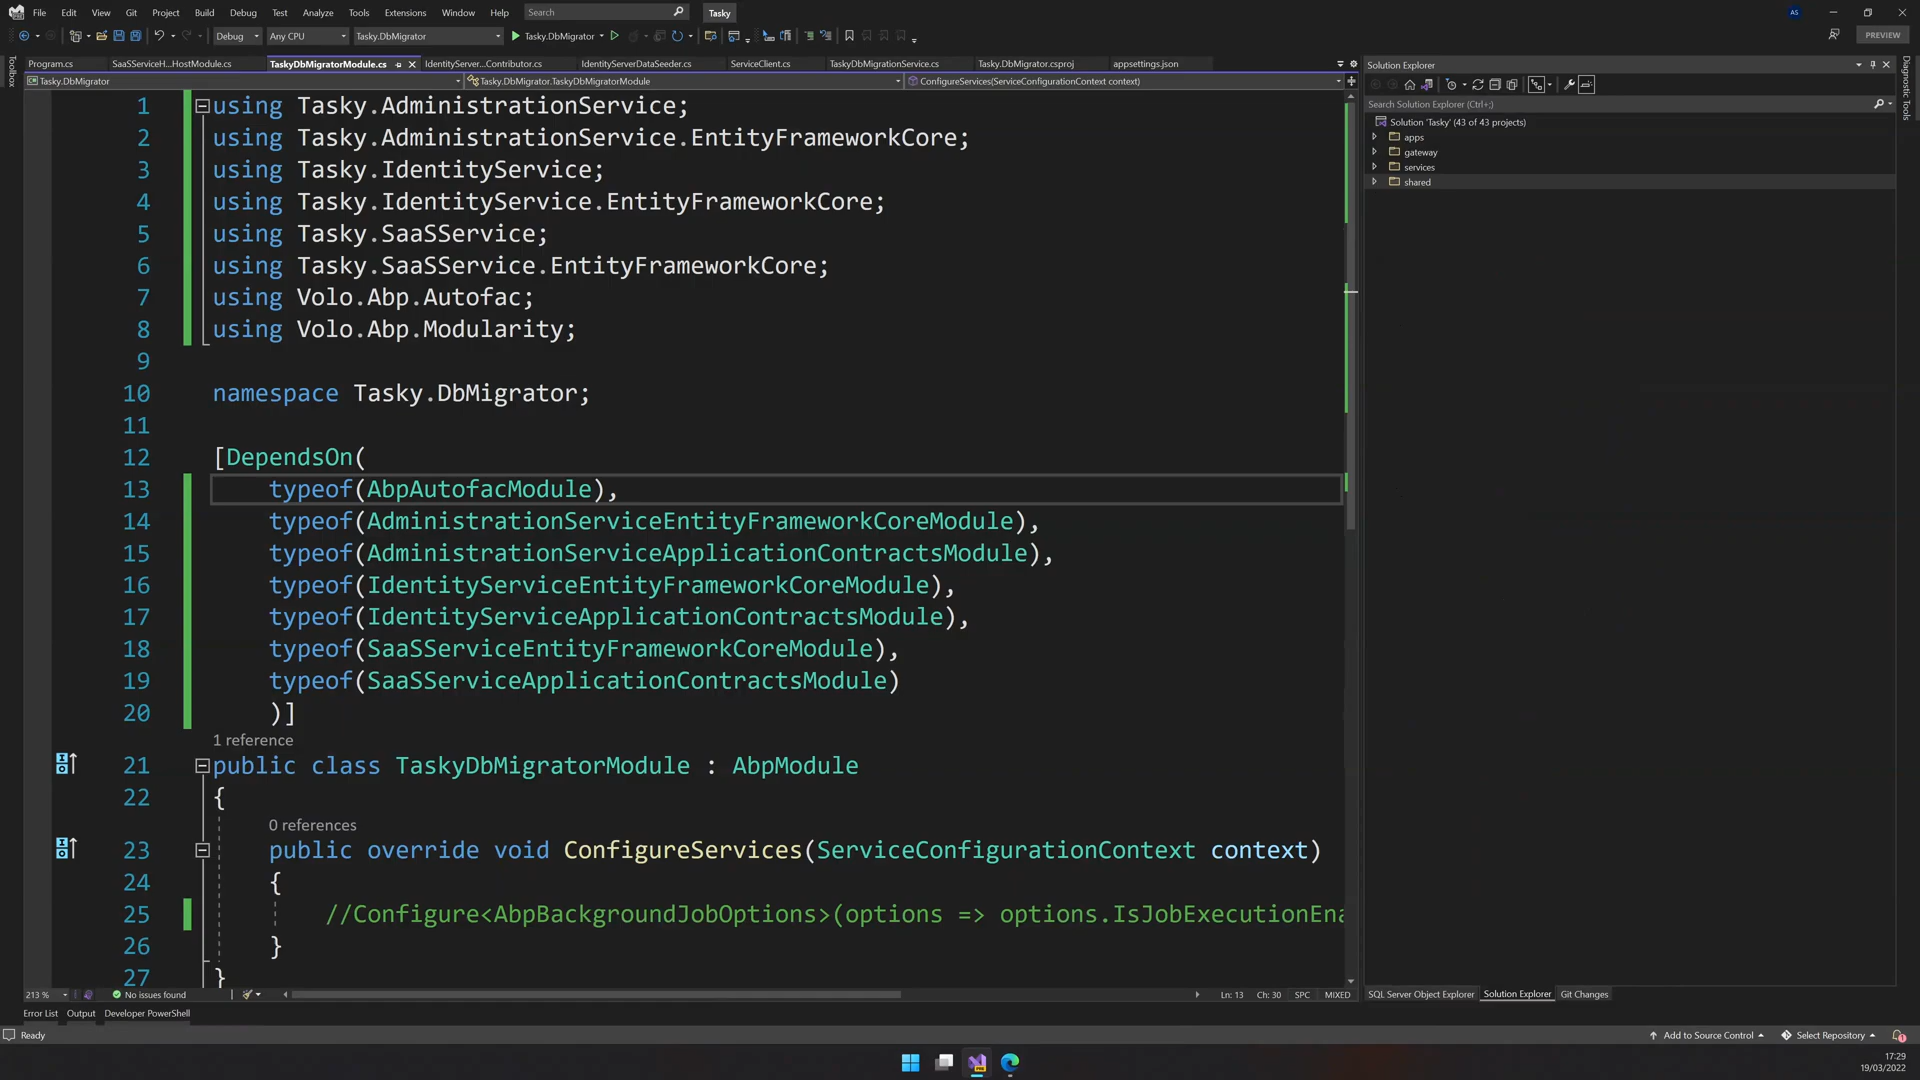 File Edit View Git Project Build Debug Test Analyze Tools Extensions Window Help Search Tasky AS
Debug Any CPU Tasky.DbMigrator Tasky.DbMigrator PREVIEW
Program.cs SaaSServiceH...HostModule.cs TaskyDbMigratorModule.cs IdentityServer...Contributor.cs IdentityServerDataSeeder.cs ServiceClient.cs TaskyDbMigrationService.cs Tasky.DbMigrator.csproj appsettings.json
Tasky.DbMigrator Tasky.DbMigrator.TaskyDbMigratorModule ConfigureServices(ServiceConfigurationContext context)
Toolbox
1 using Tasky.AdministrationService;
2 using Tasky.AdministrationService.EntityFrameworkCore;
3 using Tasky.IdentityService;
4 using Tasky.IdentityService.EntityFrameworkCore;
5 using Tasky.SaaSService;
6 using Tasky.SaaSService.EntityFrameworkCore;
7 using Volo.Abp.Autofac;
8 using Volo.Abp.Modularity;
9
10 namespace Tasky.DbMigrator;
11
12 [DependsOn(
13 typeof(AbpAutofacModule),
14 typeof(AdministrationServiceEntityFrameworkCoreModule),
15 typeof(AdministrationServiceApplicationContractsModule),
16 typeof(IdentityServiceEntityFrameworkCoreModule),
17 typeof(IdentityServiceApplicationContractsModule),
18 typeof(SaaSServiceEntityFrameworkCoreModule),
19 typeof(SaaSServiceApplicationContractsModule)
20 )]
1 reference
21 public class TaskyDbMigratorModule : AbpModule
22 {
0 references
23 public override void ConfigureServices(ServiceConfigurationContext context)
24 {
25 //Configure<AbpBackgroundJobOptions>(options => options.IsJobExecutionEna
26 }
27 }
213 % No issues found Ln: 13 Ch: 30 SPC MIXED
Solution Explorer
Search Solution Explorer (Ctrl+;)
Solution 'Tasky' (43 of 43 projects)
apps
gateway
services
shared
SQL Server Object Explorer Solution Explorer Git Changes
Diagnostic Tools
Error List Output Developer PowerShell
Ready Add to Source Control Select Repository 1
17:29
19/03/2022